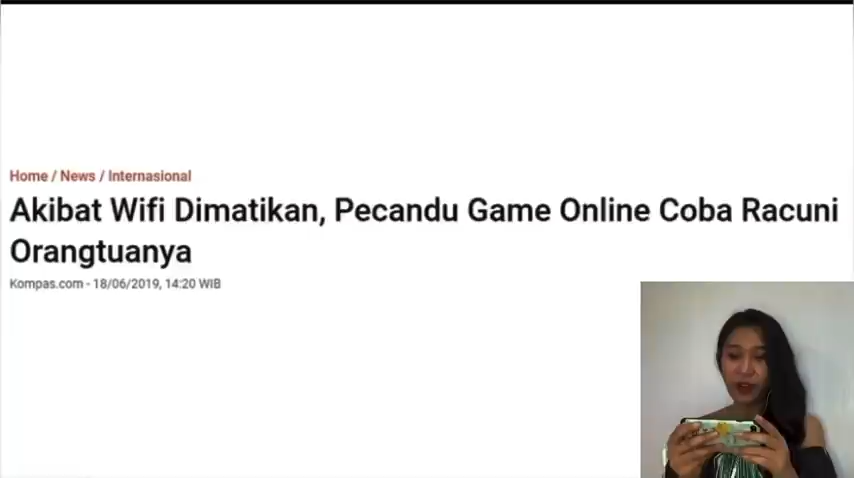 Home / News / Internasional
Akibat Wifi Dimatikan, Pecandu Game Online Coba Racuni
Orangtuanya
Kompas.com - 18/06/2019, 14:20 WIB